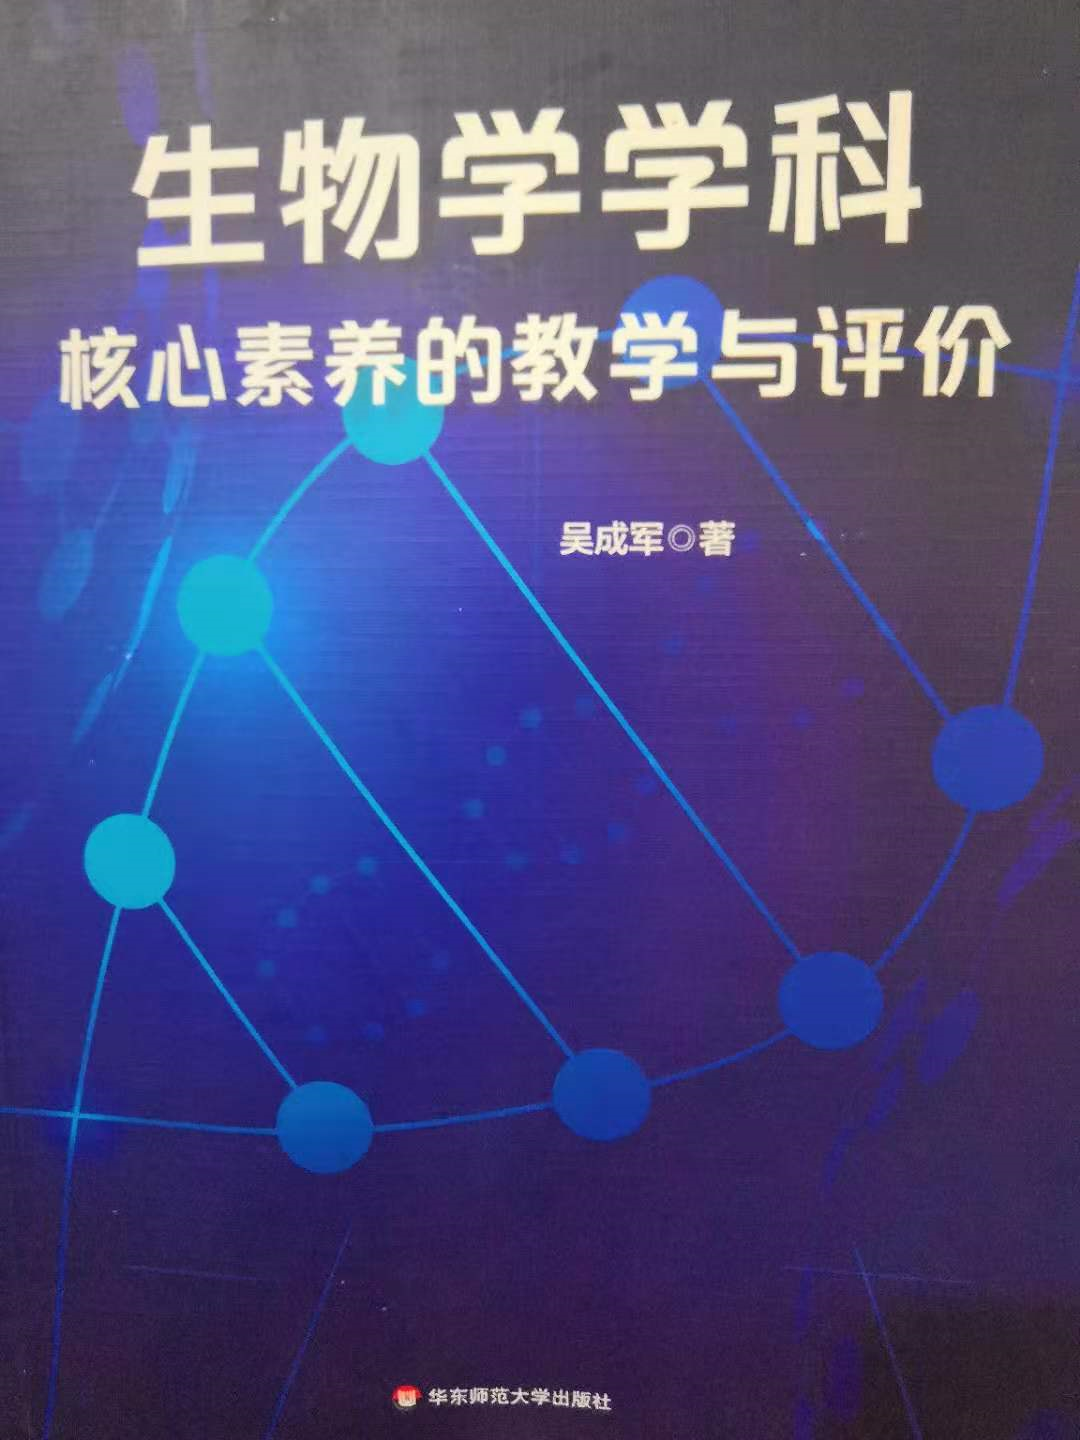 生物学学科
核心素养的教学与评价
吴成军◎著
华东师范大学出版社